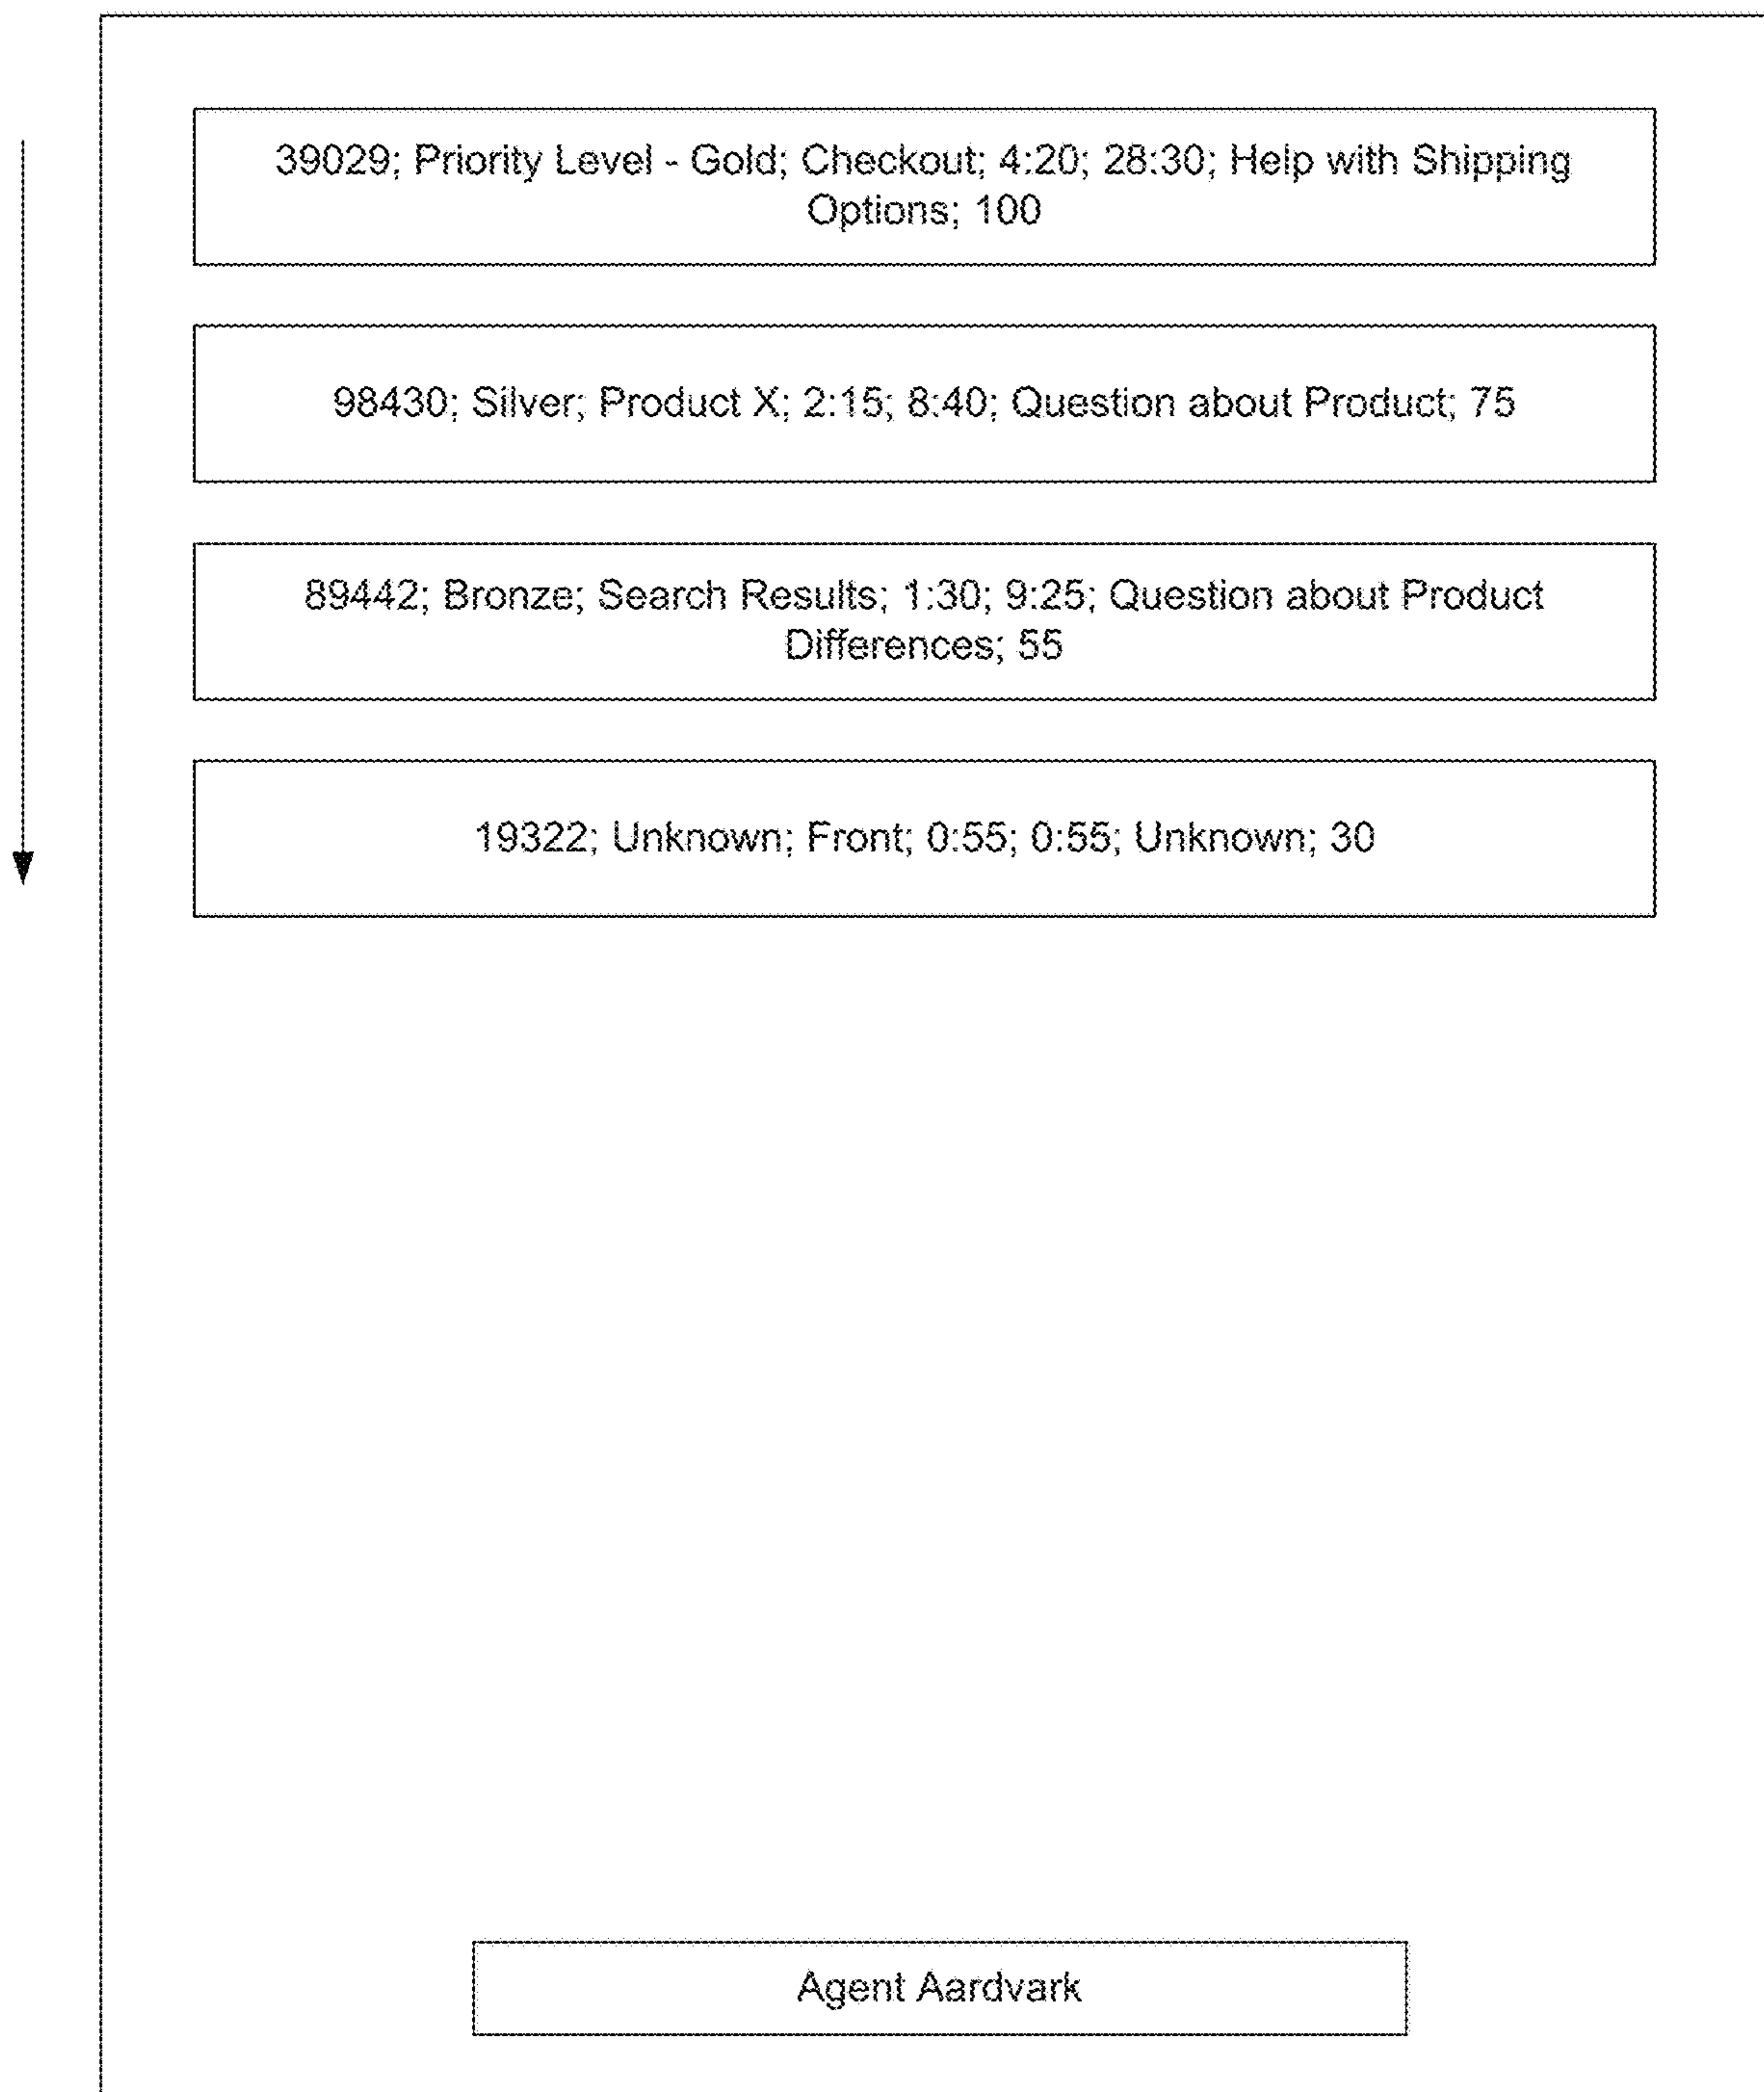 39029; Priority Level - Gold; Checkout; 4:20; 28:30; Help with Shipping
Options; 100
98430; Silver; Product X; 2:15; 8:40; Question about Product; 75
89442; Bronze; Search Results; 1:30; 9:25; Question about Product
Differences; 55
19322; Unknown; Front; 0:55; 0:55; Unknown; 30
Agent Aardvark